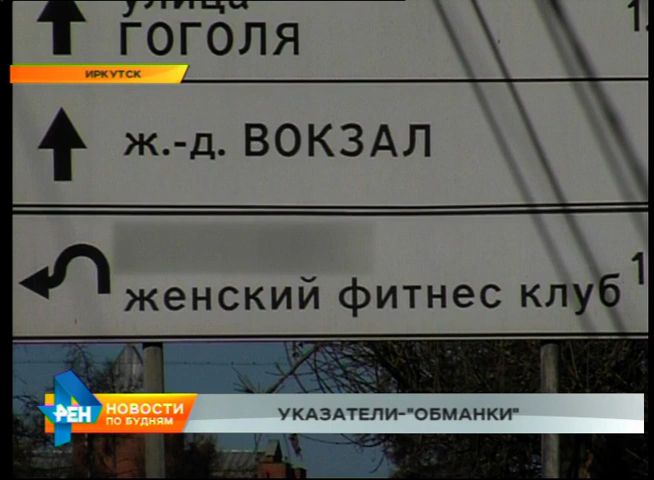 улица
ГОГОЛЯ
ИРКУТСК
ж.-д. ВОКЗАЛ
женский фитнес клуб
РЕН НОВОСТИ
ПО БУДНЯМ
УКАЗАТЕЛИ-"ОБМАНКИ"